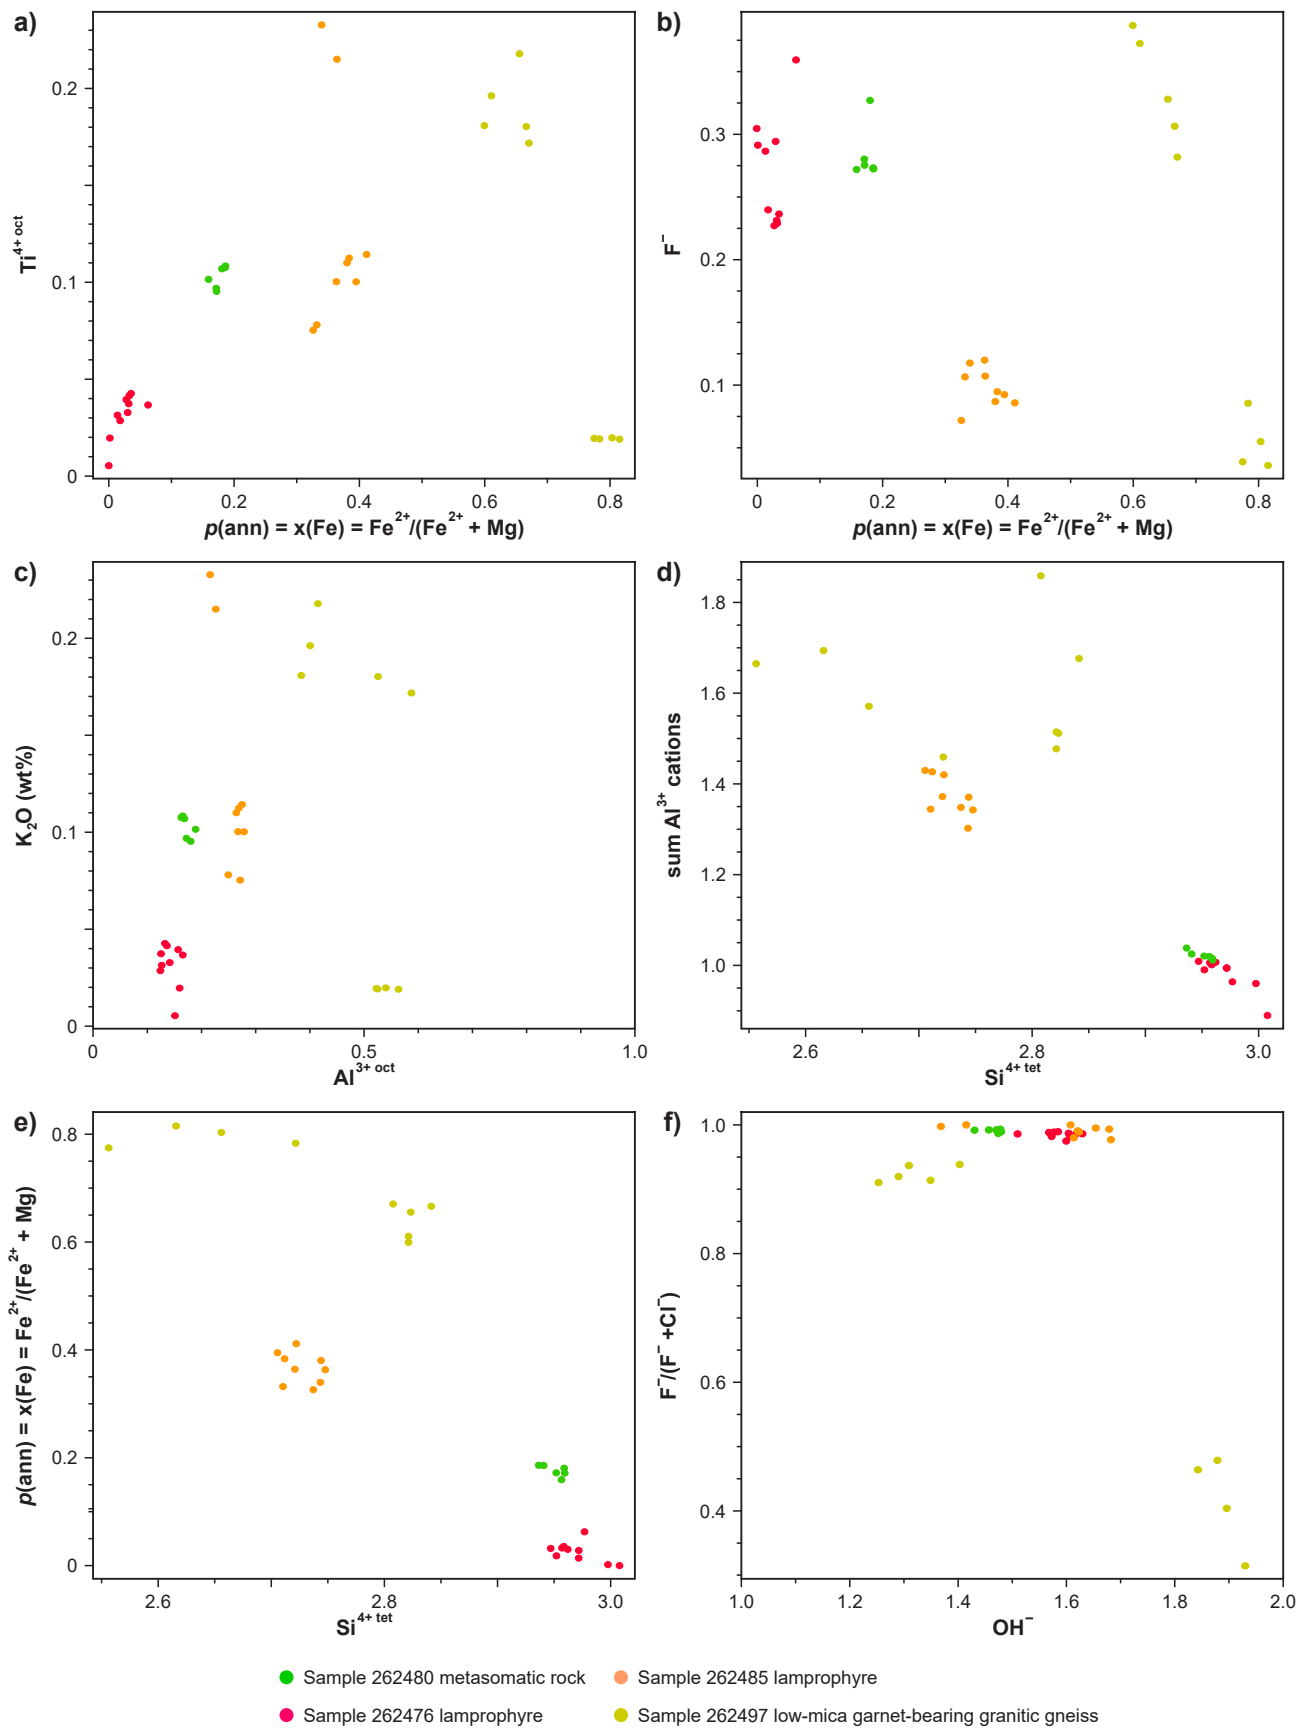 a)
0.2
0.1
0
Ti⁴⁺ ᵒᶜᵗ
0 0.2 0.4 0.6 0.8
p(ann) = x(Fe) = Fe²⁺/(Fe²⁺ + Mg)
b)
0.3
0.2
0.1
F⁻
0 0.2 0.4 0.6 0.8
p(ann) = x(Fe) = Fe²⁺/(Fe²⁺ + Mg)
c)
0.2
0.1
0
K₂O (wt%)
0 0.5 1.0
Al³⁺ ᵒᶜᵗ
d)
1.8
1.6
1.4
1.2
1.0
sum Al³⁺ cations
2.6 2.8 3.0
Si⁴⁺ ᵗᵉᵗ
e)
0.8
0.6
0.4
0.2
0
p(ann) = x(Fe) = Fe²⁺/(Fe²⁺ + Mg)
2.6 2.8 3.0
Si⁴⁺ ᵗᵉᵗ
f)
1.0
0.8
0.6
0.4
F⁻/(F⁻ +Cl⁻)
1.0 1.2 1.4 1.6 1.8 2.0
OH⁻
Sample 262480 metasomatic rock
Sample 262485 lamprophyre
Sample 262476 lamprophyre
Sample 262497 low-mica garnet-bearing granitic gneiss